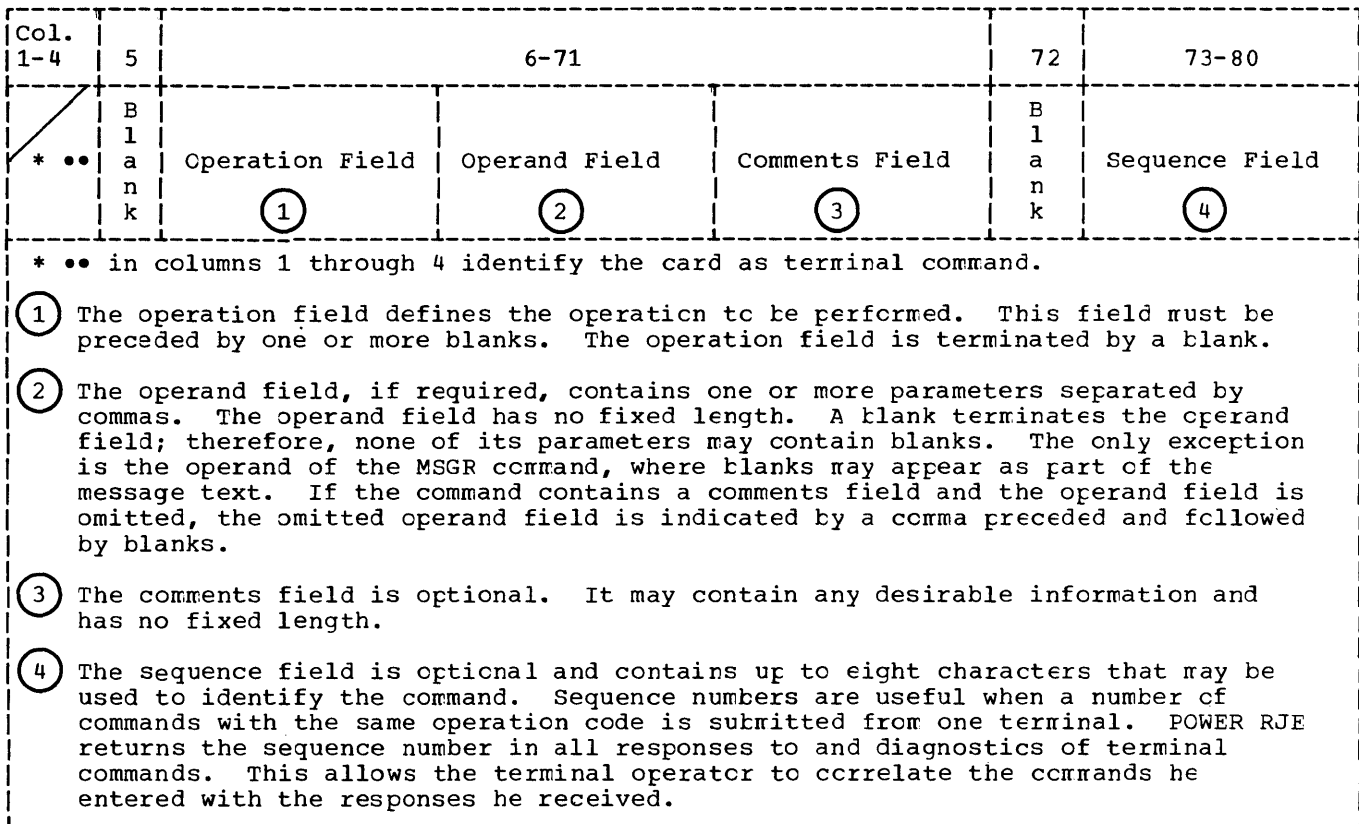 Col.
1-4 5 6-71 72 73-80
B l a n k
* •• Operation Field Operand Field Comments Field
B l a n k
Sequence Field
1 2 3 4
* •• in columns 1 through 4 identify the card as terminal command.
1 The operation field defines the operation to be performed. This field must be
preceded by one or more blanks. The operation field is terminated by a blank.
2 The operand field, if required, contains one or more parameters separated by
commas. The operand field has no fixed length. A blank terminates the operand
field; therefore, none of its parameters may contain blanks. The only exception
is the operand of the MSGR command, where blanks may appear as part of the
message text. If the command contains a comments field and the operand field is
omitted, the omitted operand field is indicated by a comma preceded and followed
by blanks.
3 The comments field is optional. It may contain any desirable information and
has no fixed length.
4 The sequence field is optional and contains up to eight characters that may be
used to identify the command. Sequence numbers are useful when a number of
commands with the same operation code is submitted from one terminal. POWER RJE
returns the sequence number in all responses to and diagnostics of terminal
commands. This allows the terminal operator to correlate the commands he
entered with the responses he received.